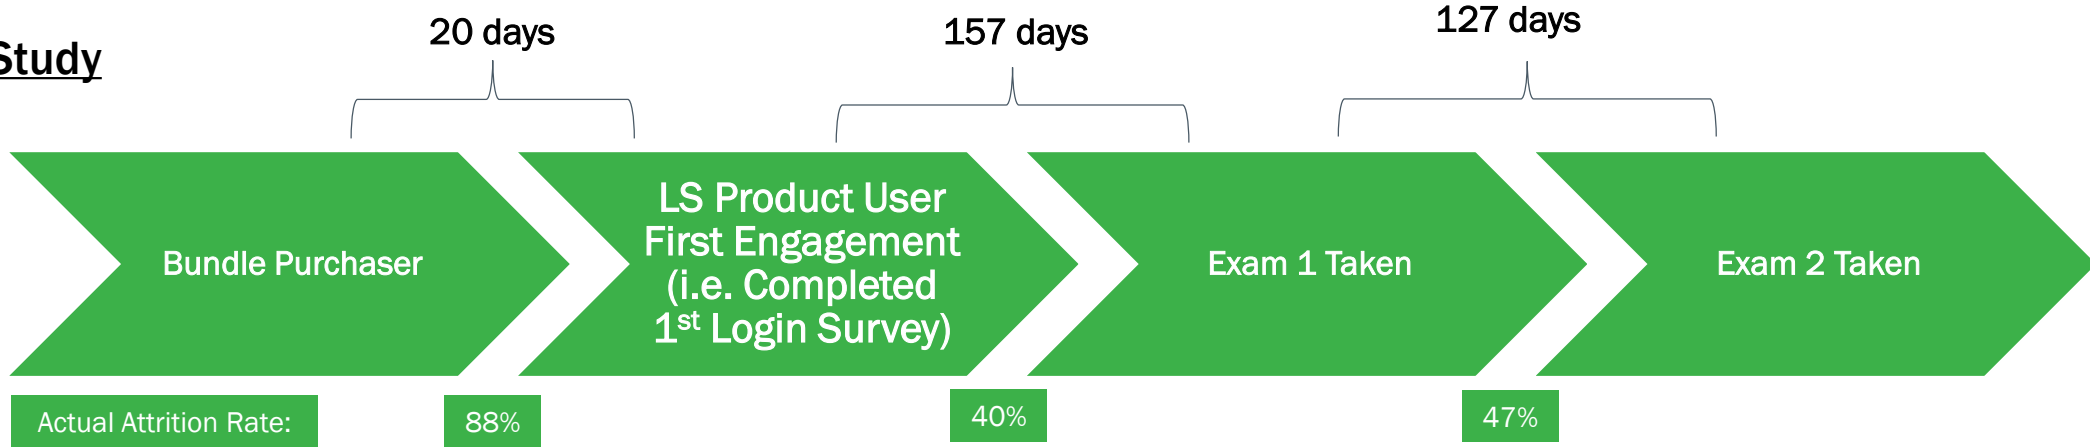 20 days
157 days
127 days
Study
Bundle Purchaser
LS Product User
First Engagement
(i.e. Completed
1st Login Survey)
Exam 1 Taken
Exam 2 Taken
Actual Attrition Rate:
88%
40%
47%